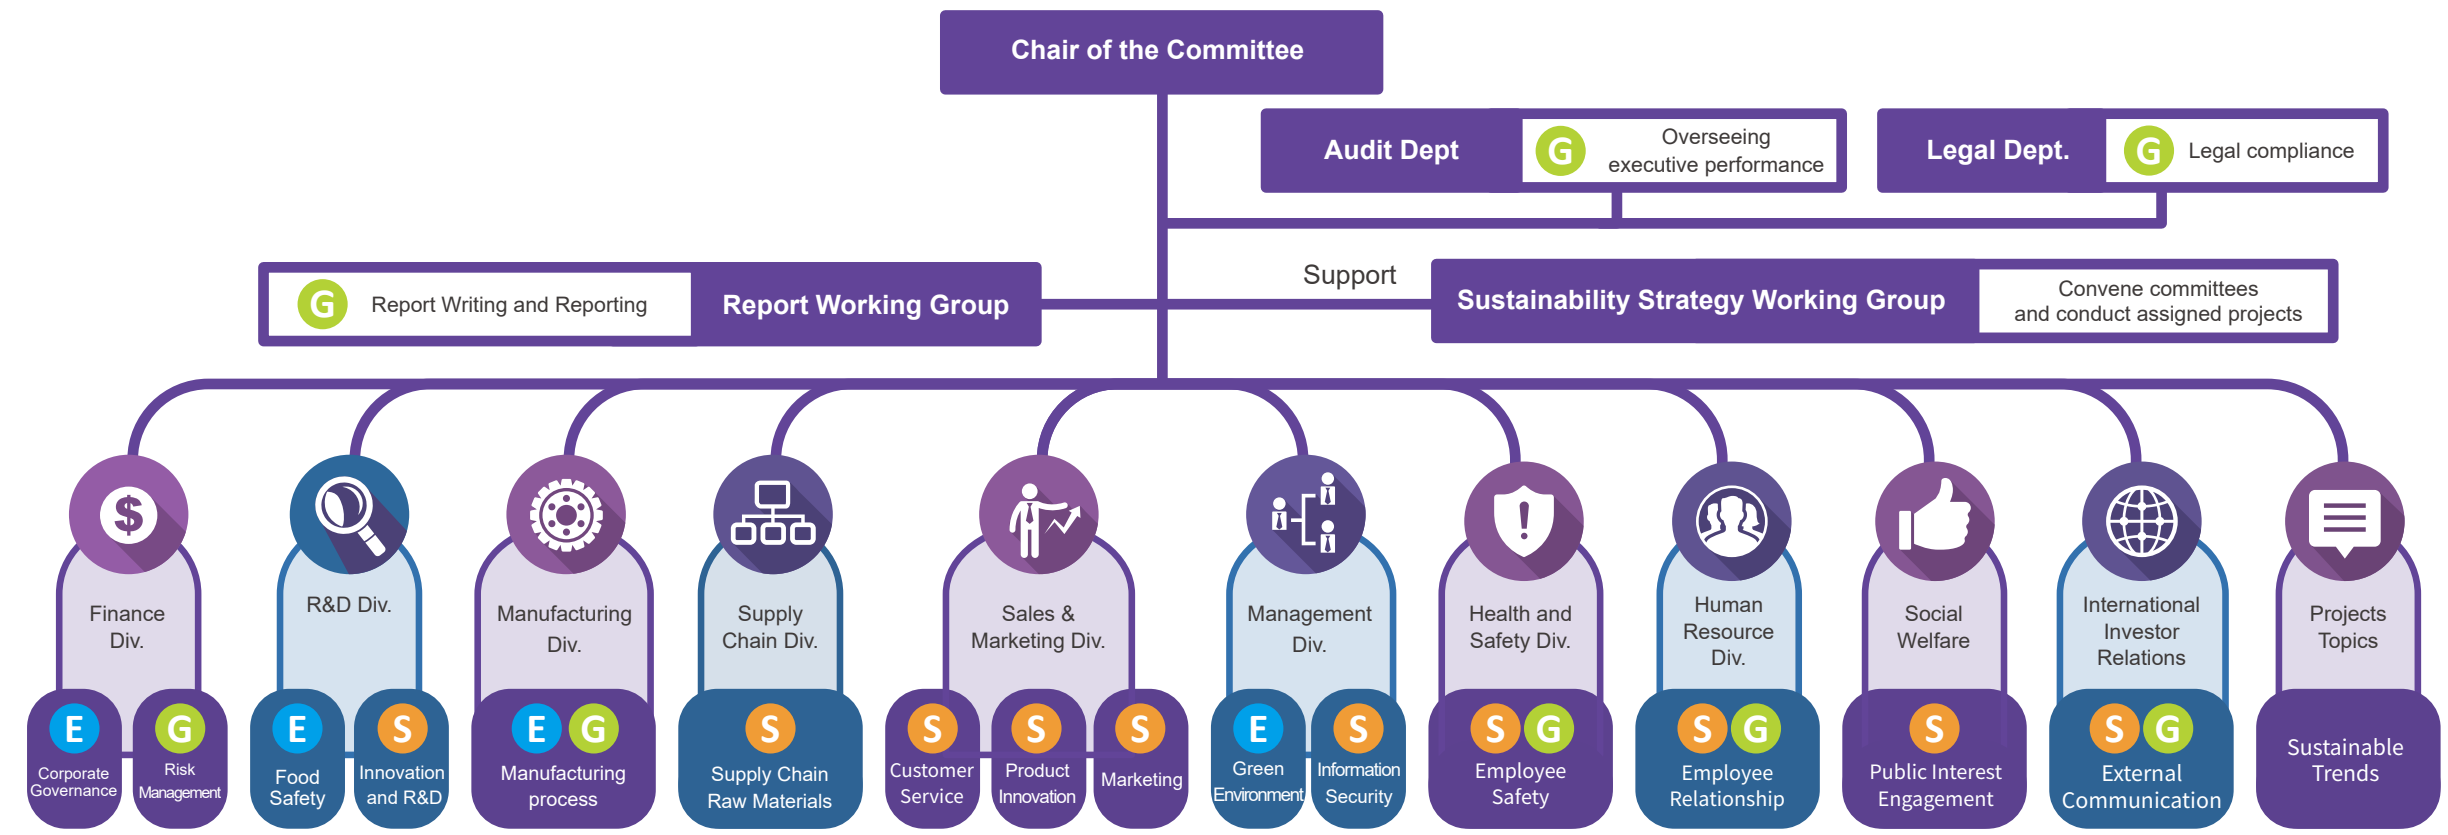 Chair of the Committee
Audit Dept
G
Overseeing
executive performance
Legal Dept.
G
Legal compliance
G
Report Writing and Reporting
Report Working Group
Support
Sustainability Strategy Working Group
Convene committees
and conduct assigned projects
$
Finance
Div.
E
Corporate
Governance
G
Risk
Management
R&D Div.
E
Food
Safety
S
Innovation
and R&D
Manufacturing
Div.
E G
Manufacturing
process
Supply
Chain Div.
S
Supply Chain
Raw Materials
Sales &
Marketing Div.
S
Customer
Service
S
Product
Innovation
S
Marketing
Management
Div.
E
Green
Environment
S
Information
Security
!
Health and
Safety Div.
S G
Employee
Safety
Human
Resource
Div.
S G
Employee
Relationship
Social
Welfare
S
Public Interest
Engagement
International
Investor
Relations
S G
External
Communication
Projects
Topics
Sustainable
Trends